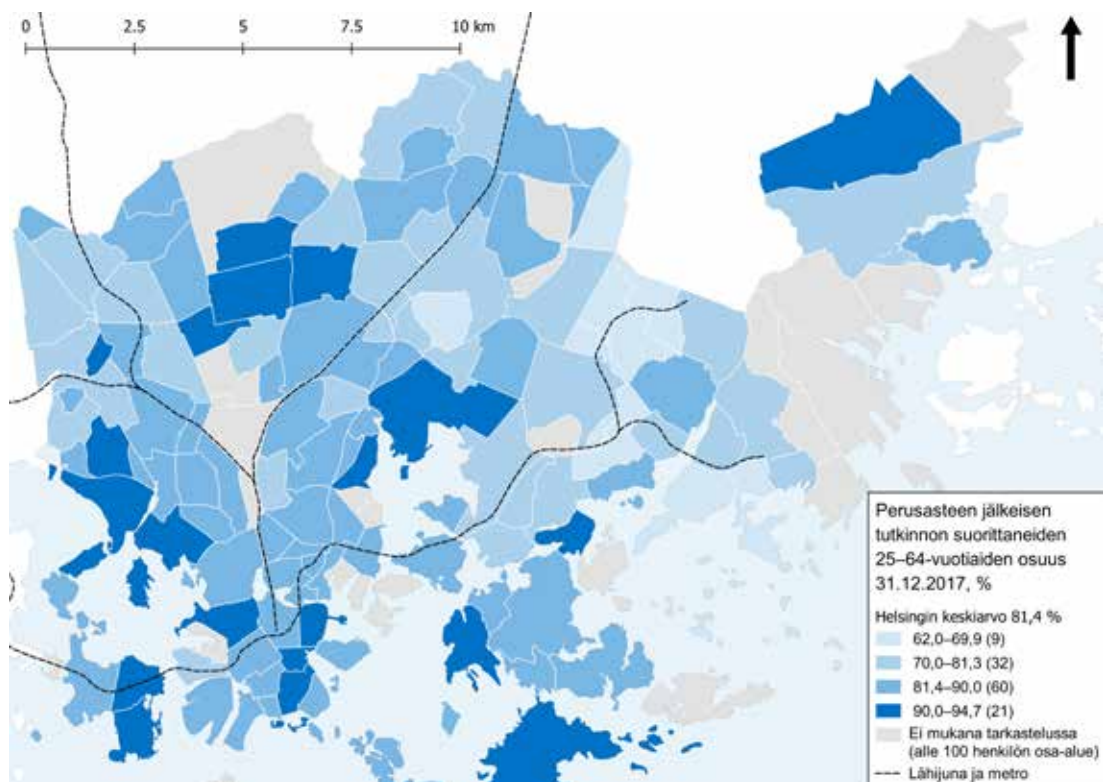 0 2.5 5 7.5 10 km
Perusasteen jälkeisen
tutkinnon suorittaneiden
25–64-vuotiaiden osuus
31.12.2017, %
Helsingin keskiarvo 81,4 %
62,0–69,9 (9)
70,0–81,3 (32)
81,4–90,0 (60)
90,0–94,7 (21)
Ei mukana tarkastelussa
(alle 100 henkilön osa-alue)
Lähijuna ja metro